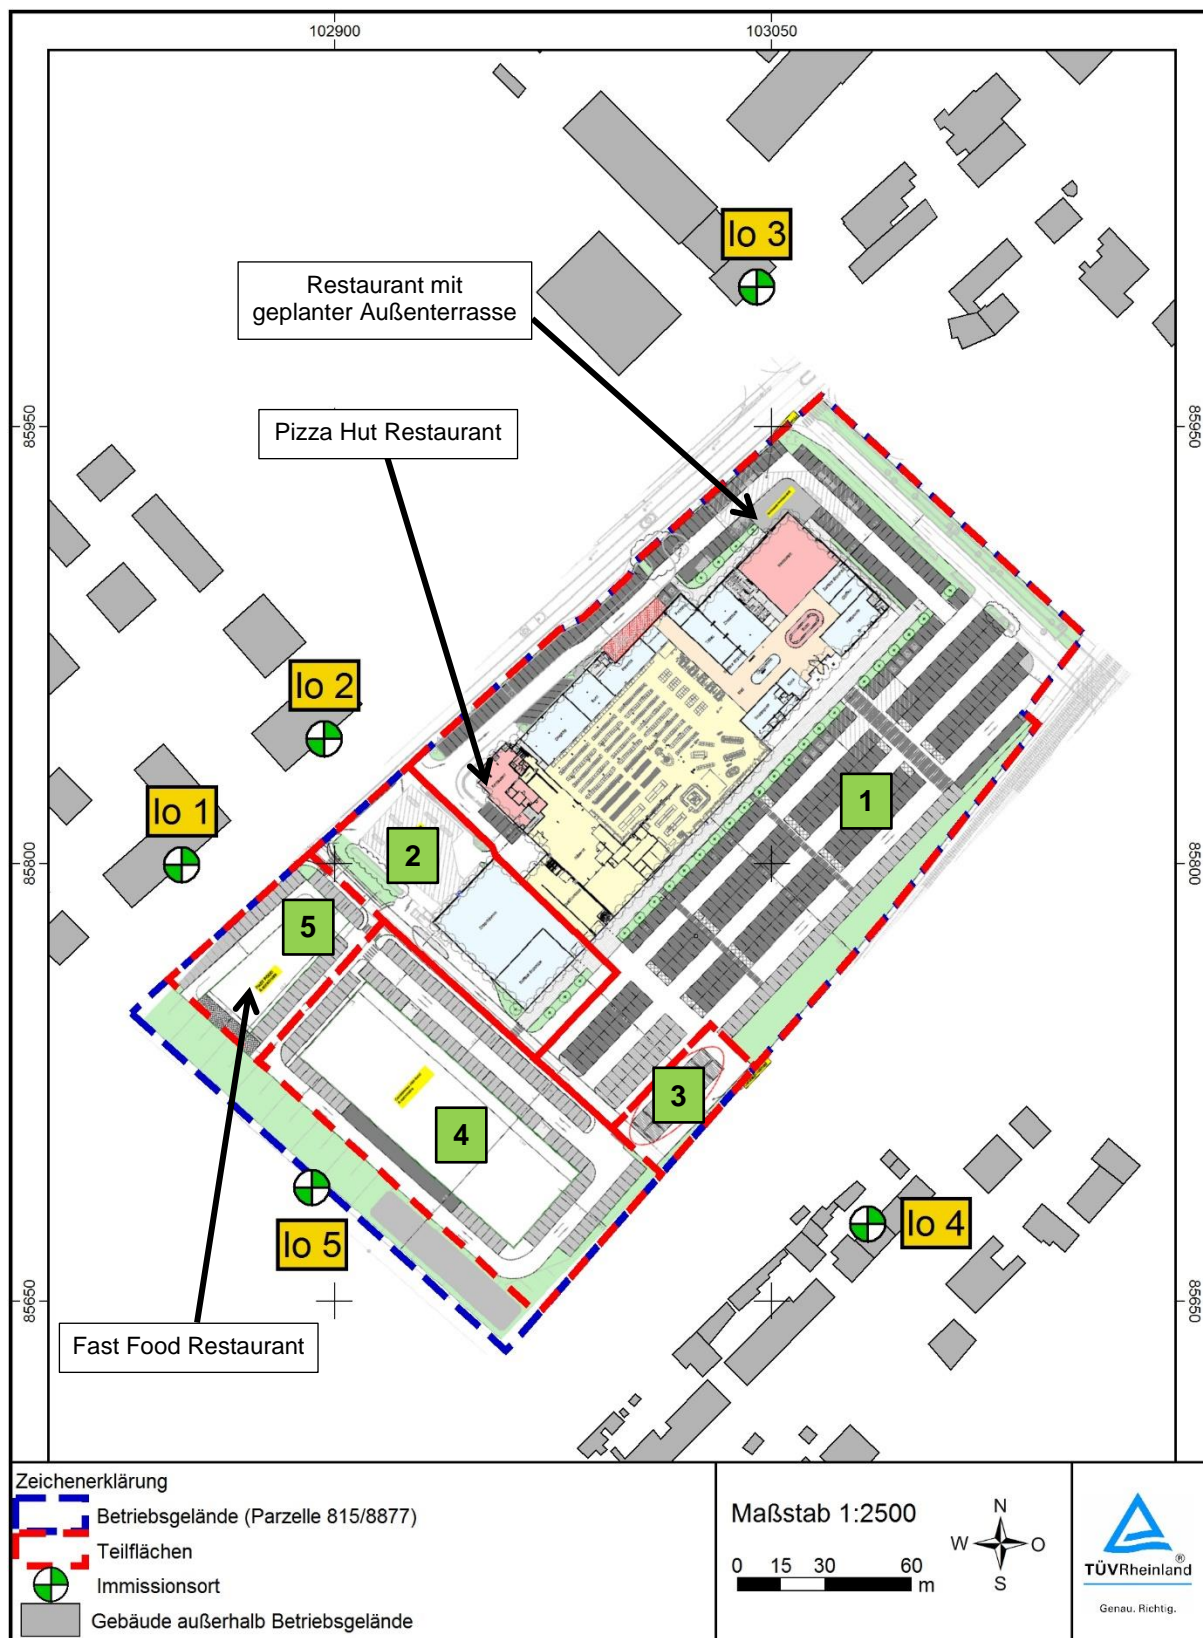 102900
103050
Io 3
Restaurant mit
geplanter Außenterrasse
85950
85950
Pizza Hut Restaurant
Io 2
Io 1
1
2
85800
85800
5
3
4
Io 5
Io 4
85650
85650
Fast Food Restaurant
Zeichenerklärung
Betriebsgelände (Parzelle 815/8877)
Teilflächen
Immissionsort
Gebäude außerhalb Betriebsgelände
Maßstab 1:2500
0 15 30 60
m
N
W O
S
TÜVRheinland®
Genau. Richtig.